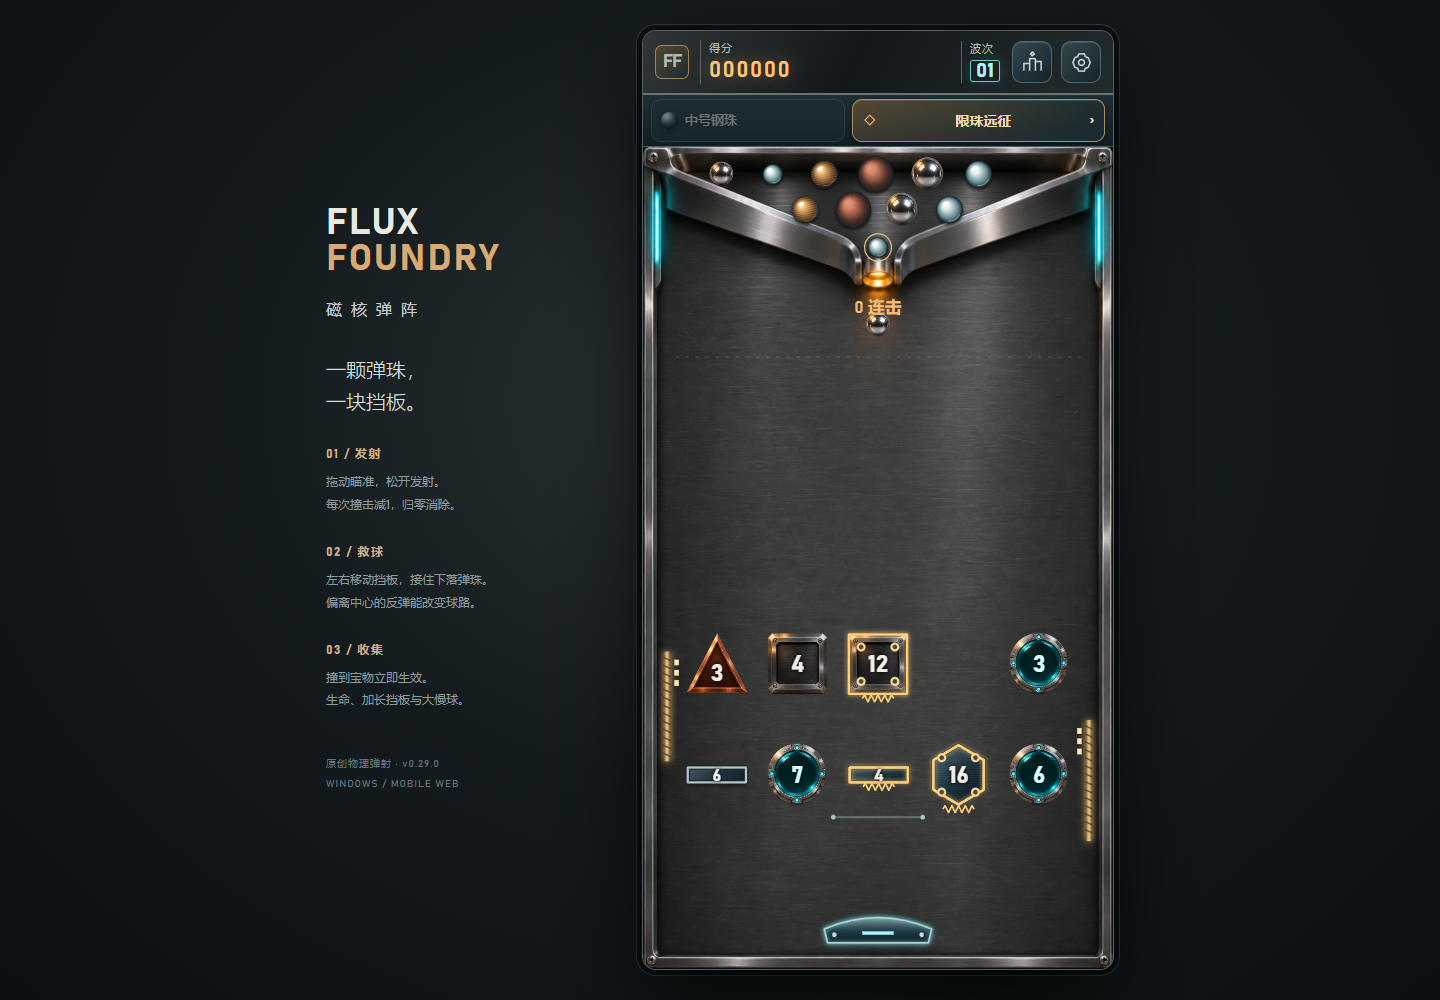 FLUX
FOUNDRY
磁核弹阵
一颗弹珠，
一块挡板。
01 / 发射
拖动瞄准，松开发射。
每次撞击减1，归零消除。
02 / 救球
左右移动挡板，接住下落弹珠。
偏离中心的反弹能改变球路。
03 / 收集
撞到宝物立即生效。
生命、加长挡板与大慢球。
原创物理弹射 · v0.29.0
WINDOWS / MOBILE WEB
FF
得分
000000
波次
01
中号钢珠
限珠远征
0 连击
3
4
12
3
6
7
4
16
6